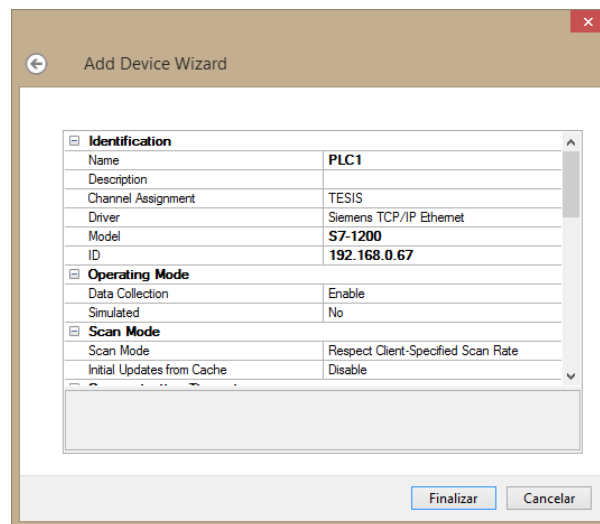 Add Device Wizard
Identification
Name PLC1
Description
Channel Assignment TESIS
Driver Siemens TCP/IP Ethernet
Model S7-1200
ID 192.168.0.67
Operating Mode
Data Collection Enable
Simulated No
Scan Mode
Scan Mode Respect Client-Specified Scan Rate
Initial Updates from Cache Disable
Finalizar Cancelar